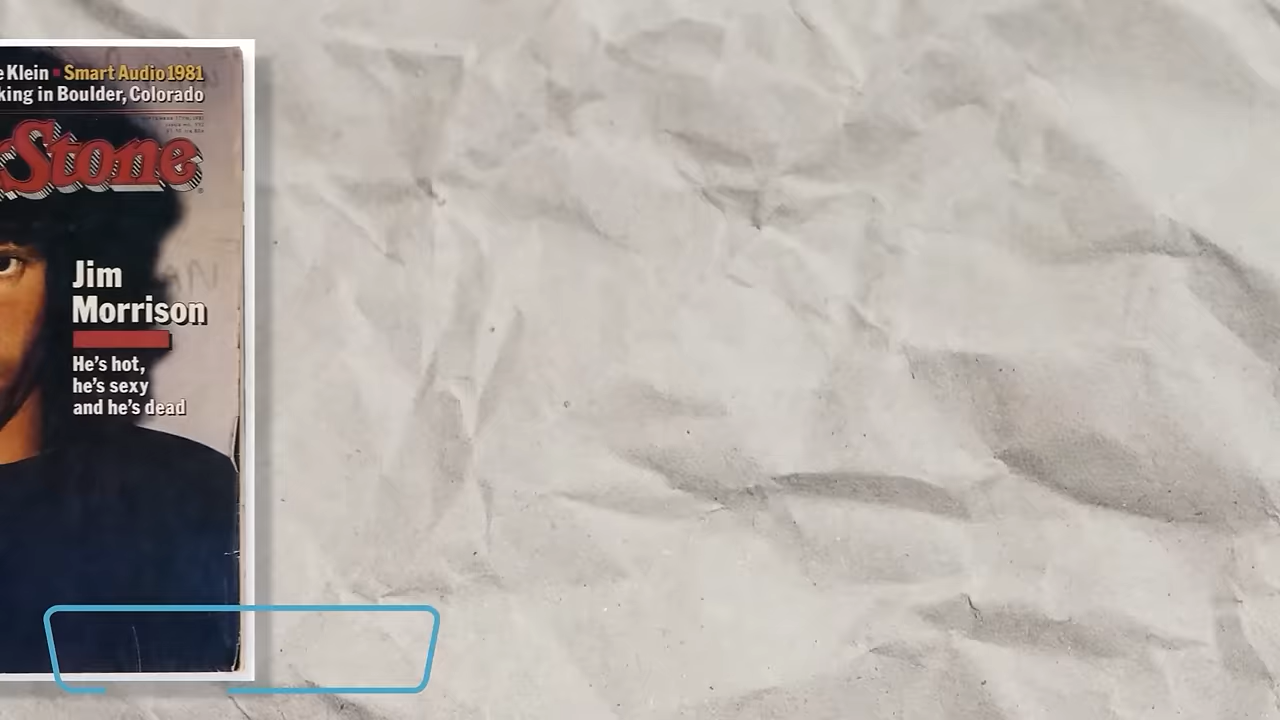 e Klein ▪ Smart Audio 1981
king in Boulder, Colorado
Stone
Jim
Morrison
He's hot,
he's sexy
and he's dead